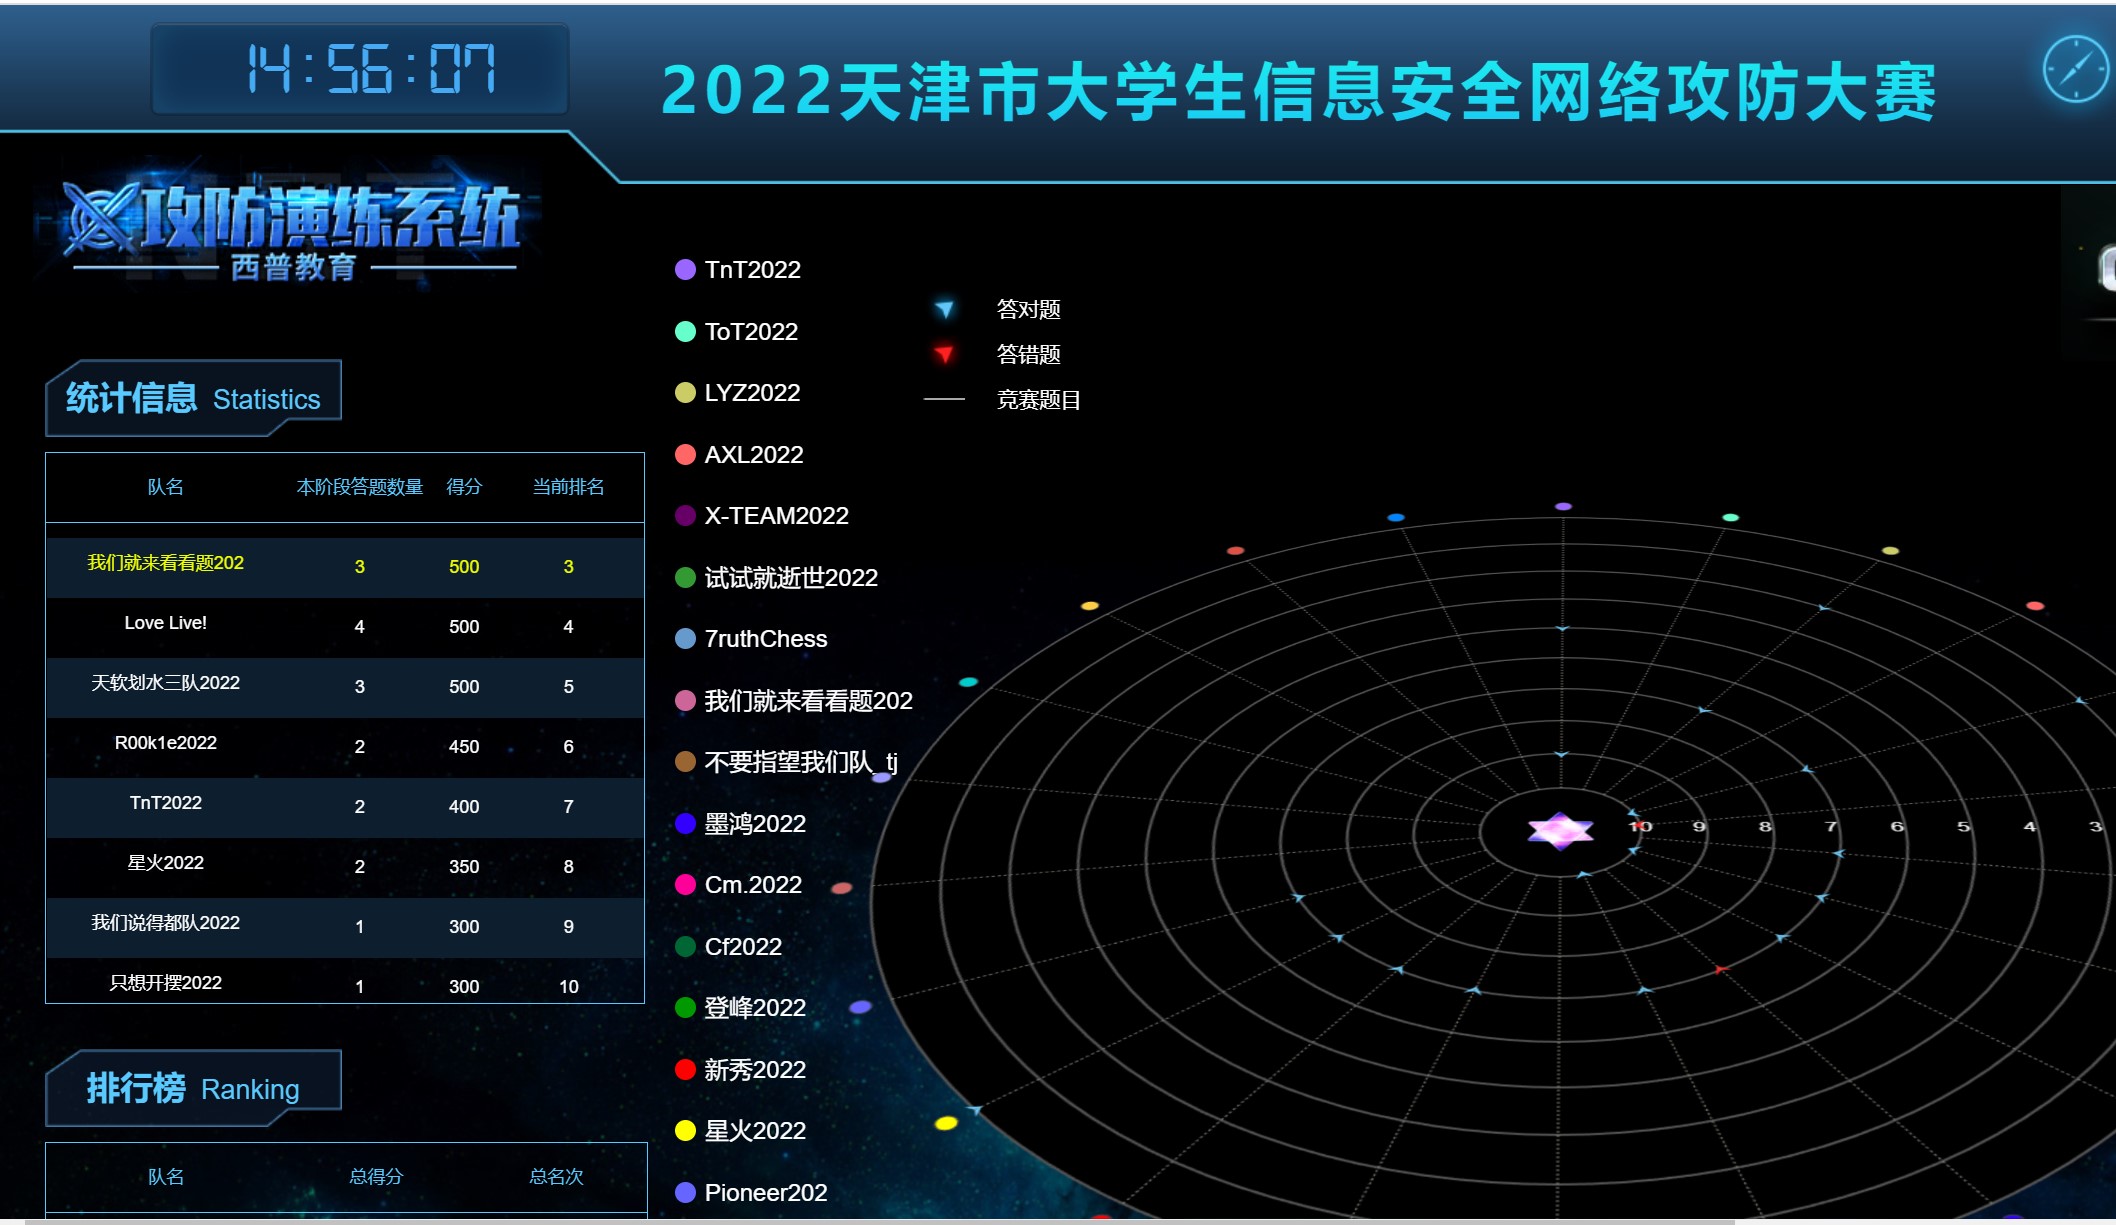 14:56:07
2022天津市大学生信息安全网络攻防大赛
攻防演练系统
西普教育
统计信息 Statistics
队名 本阶段答题数量 得分 当前排名
我们就来看看题202 3 500 3
Love Live! 4 500 4
天软划水三队2022 3 500 5
R00k1e2022 2 450 6
TnT2022 2 400 7
星火2022 2 350 8
我们说得都队2022 1 300 9
只想开摆2022 1 300 10
排行榜 Ranking
队名 总得分 总名次
TnT2022
ToT2022
LYZ2022
AXL2022
X-TEAM2022
试试就逝世2022
7ruthChess
我们就来看看题202
不要指望我们队_tj
墨鸿2022
Cm.2022
Cf2022
登峰2022
新秀2022
星火2022
Pioneer202
答对题
答错题
竞赛题目
10 9 8 7 6 5 4 3